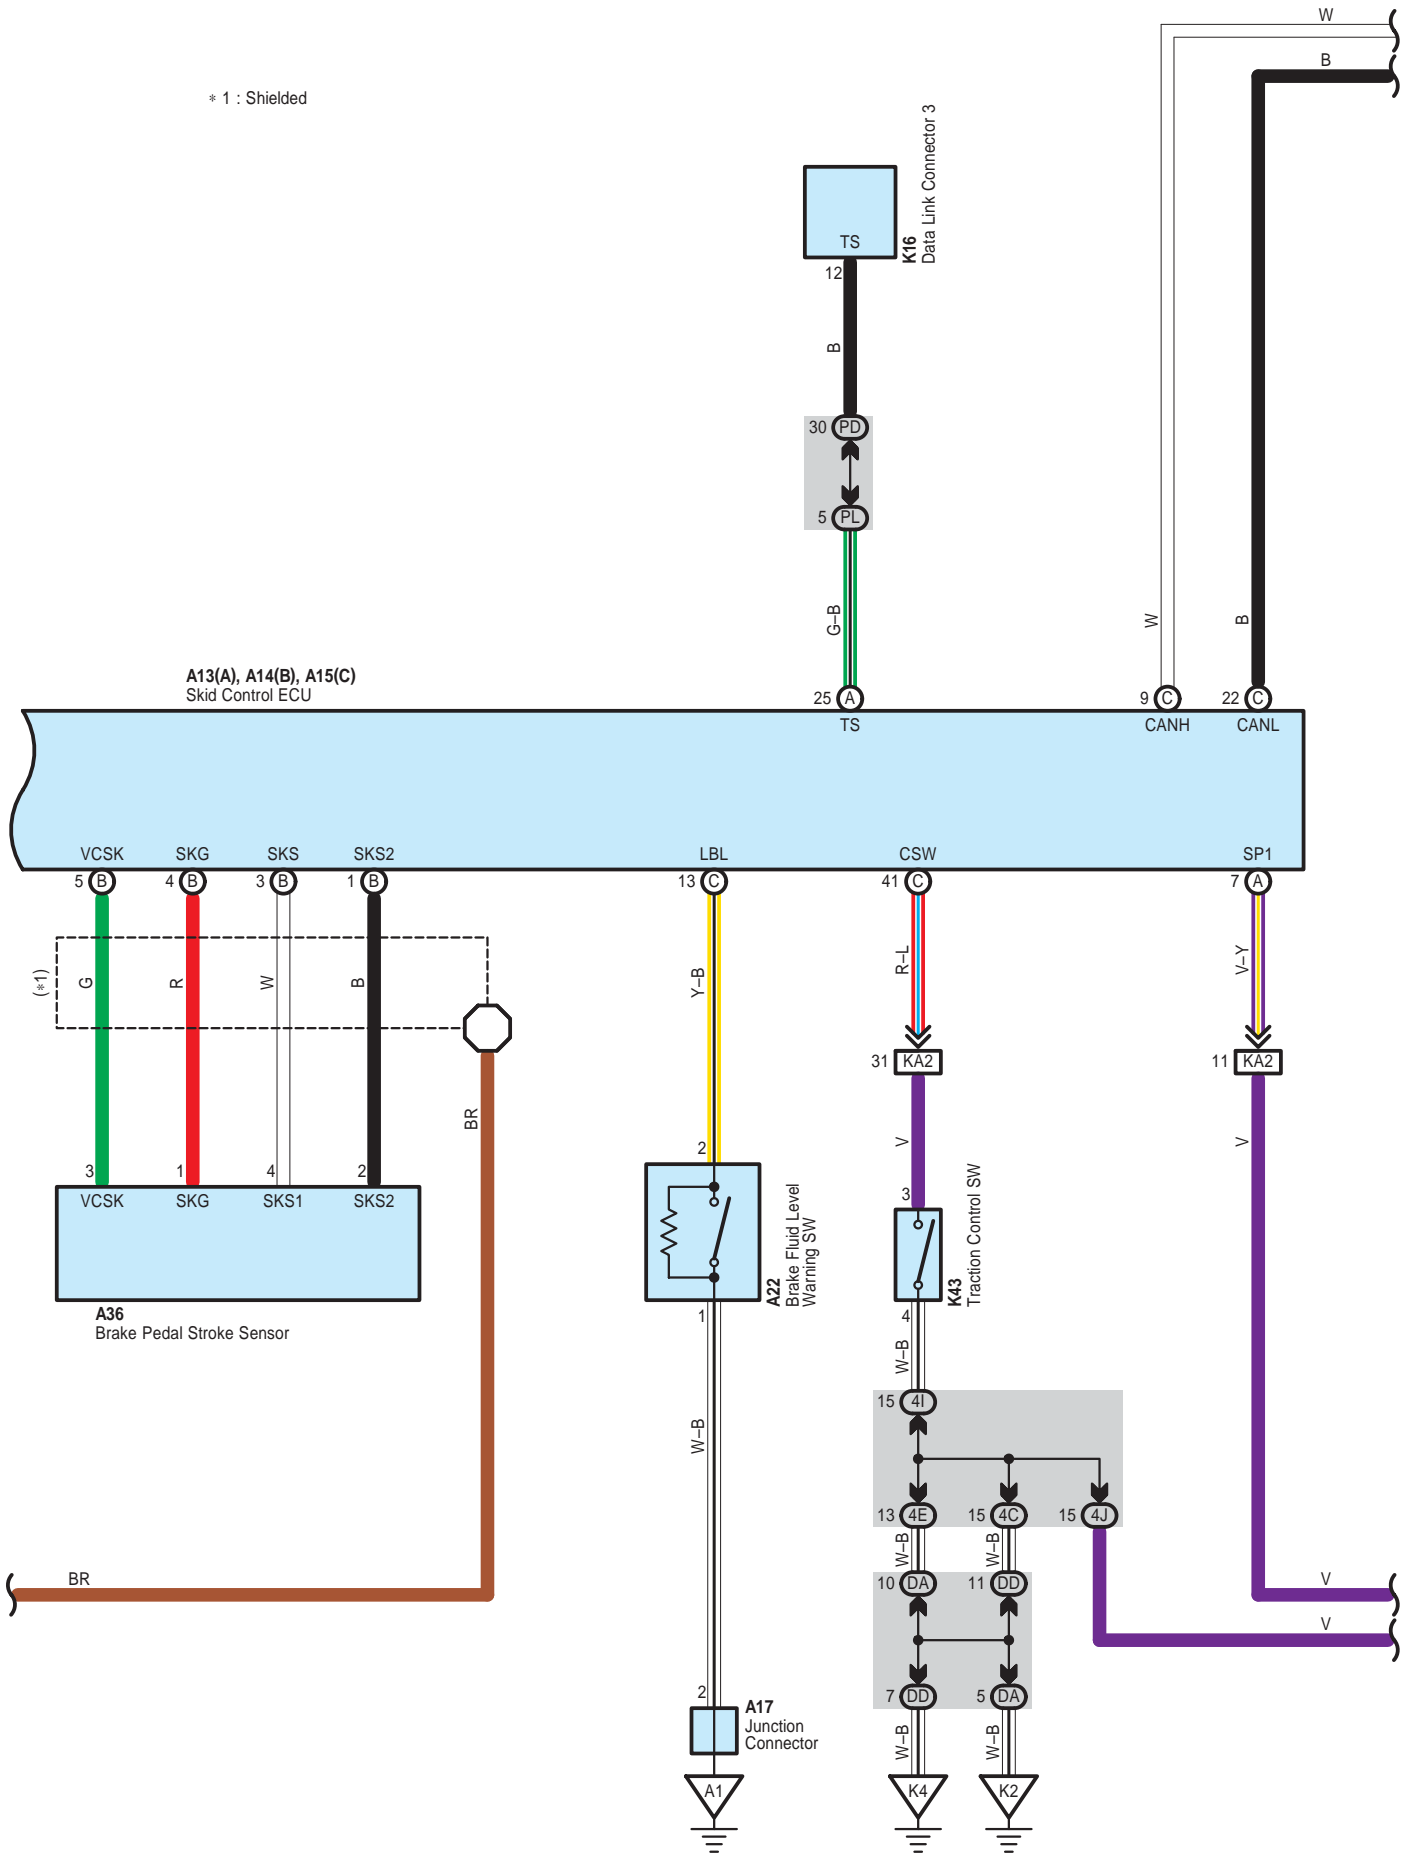 W
B
* 1 : Shielded
TS
K16
Data Link Connector 3
12
B
30 PD
5 PL
G–B
W
B
A13(A), A14(B), A15(C)
Skid Control ECU
25 A
9 C
22 C
TS
CANH
CANL
VCSK
SKG
SKS
SKS2
LBL
CSW
SP1
5 B
4 B
3 B
1 B
13 C
41 C
7 A
(*1)
G
R
W
B
Y–B
R–L
V–Y
31 KA2
11 KA2
BR
V
V
3
1
4
2
2
3
VCSK
SKG
SKS1
SKS2
A36
Brake Pedal Stroke Sensor
A22
Brake Fluid Level
Warning SW
K43
Traction Control SW
1
4
W–B
W–B
15 4I
13 4E
15 4C
15 4J
W–B
W–B
BR
10 DA
11 DD
V
V
7 DD
5 DA
2
A17
Junction
Connector
W–B
W–B
A1
K4
K2